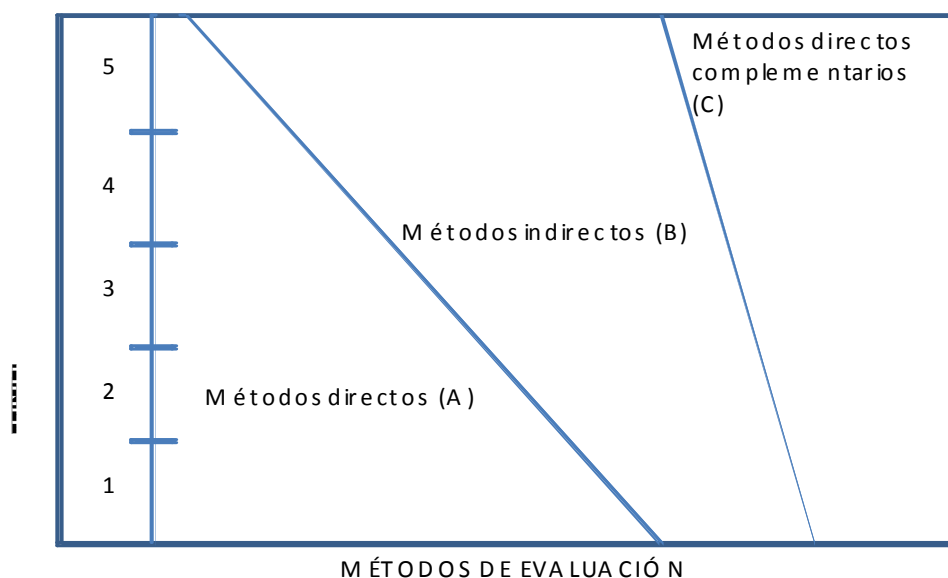 5
Métodos directos
complementarios
(C)
4
Métodos indirectos (B)
3
2
Métodos directos (A)
1
MÉTODOS DE EVALUACIÓN